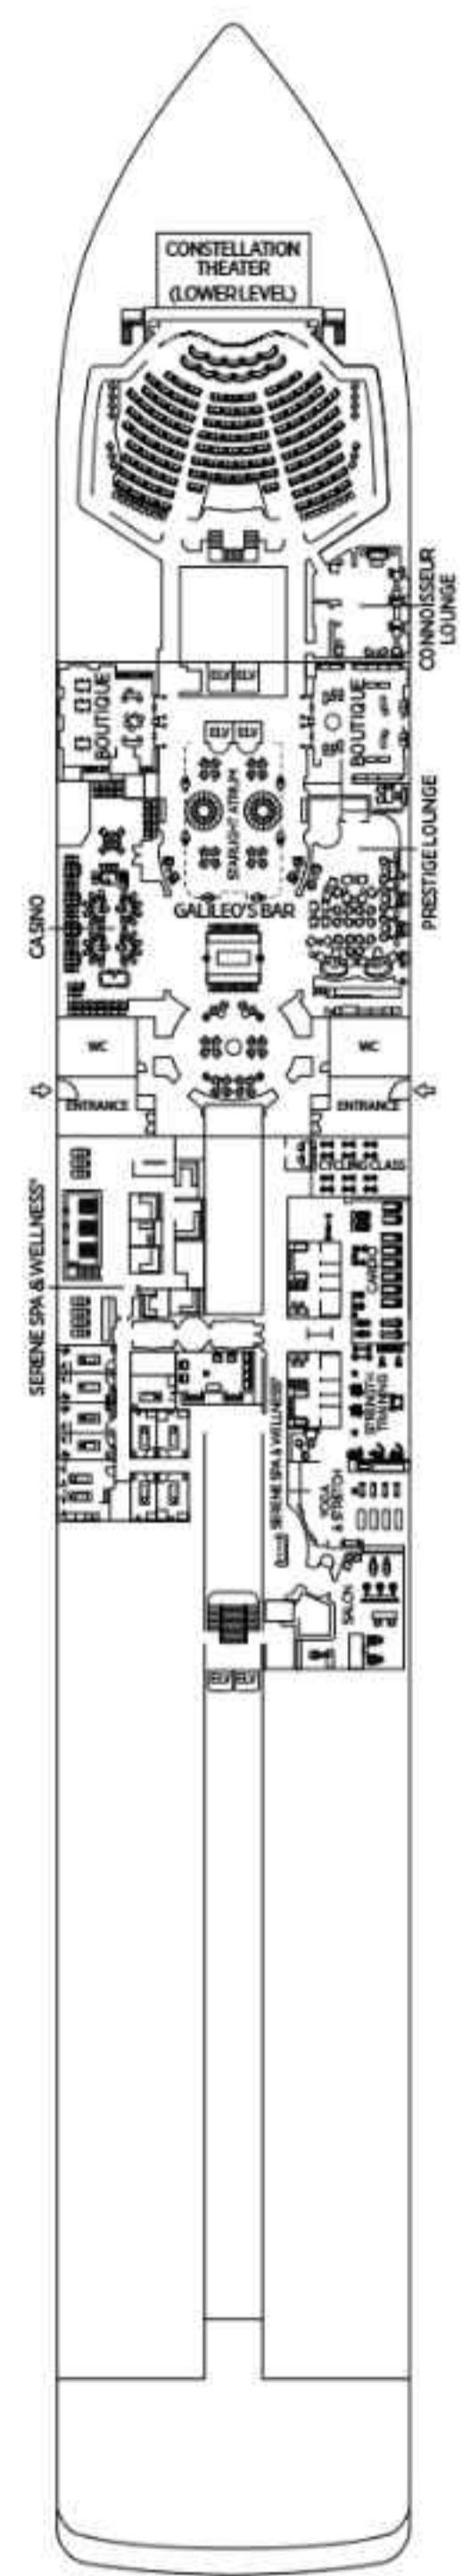 CONSTELLATION
THEATER
(LOWER LEVEL)
CONNOISSEUR
LOUNGE
ELV ELV
BOUTIQUE
BOUTIQUE
ELV ELV
STARLIGHT ATRIUM
PRESTIGE LOUNGE
CASINO
GALILEO'S BAR
WC
WC
ENTRANCE
ENTRANCE
CYCLING CLASS
SERENE SPA & WELLNESS®
CARDIO
STRENGTH
TRAINING
SERENE SPA & WELLNESS®
YOGA
& STRETCH
SALON
ELV ELV